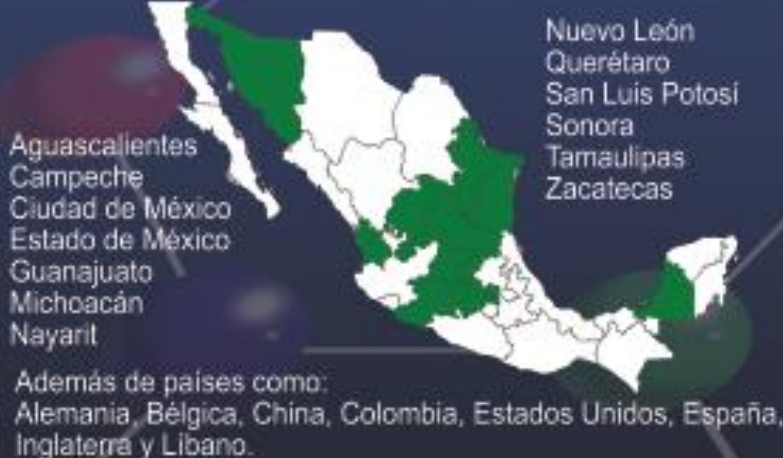 Aguascalientes
Campeche
Ciudad de México
Estado de México
Guanajuato
Michoacán
Nayarit
Nuevo León
Querétaro
San Luis Potosí
Sonora
Tamaulipas
Zacatecas
Además de países como:
Alemania, Bélgica, China, Colombia, Estados Unidos, España,
Inglaterra y Líbano.